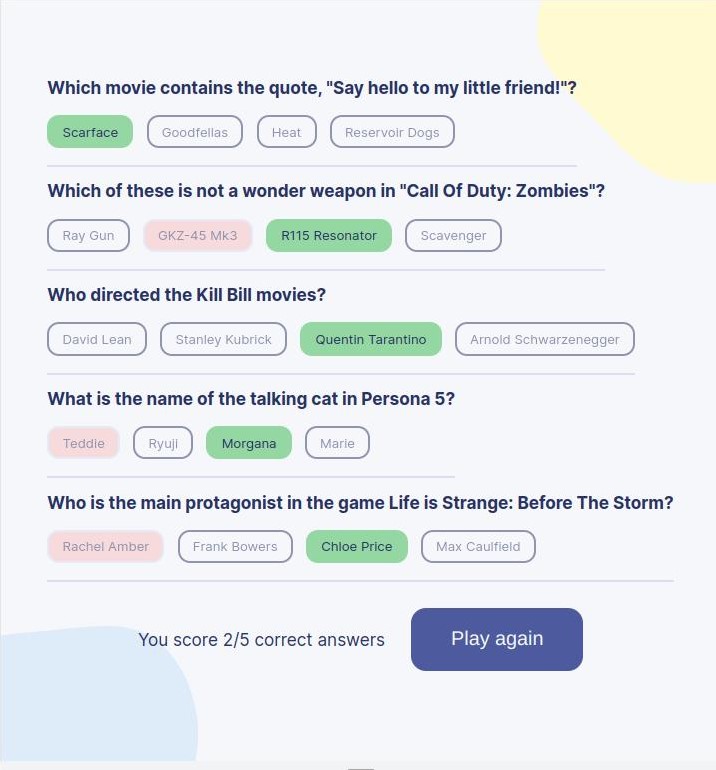 Which movie contains the quote, "Say hello to my little friend!"?
Scarface Goodfellas Heat Reservoir Dogs
Which of these is not a wonder weapon in "Call Of Duty: Zombies"?
Ray Gun GKZ-45 Mk3 R115 Resonator Scavenger
Who directed the Kill Bill movies?
David Lean Stanley Kubrick Quentin Tarantino Arnold Schwarzenegger
What is the name of the talking cat in Persona 5?
Teddie Ryuji Morgana Marie
Who is the main protagonist in the game Life is Strange: Before The Storm?
Rachel Amber Frank Bowers Chloe Price Max Caulfield
You score 2/5 correct answers Play again